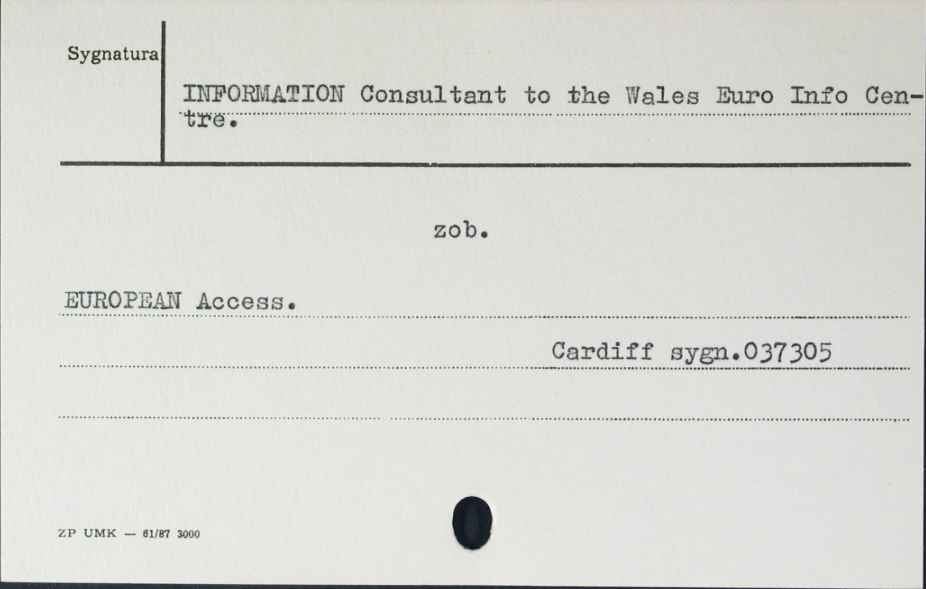 Sygnatura
INFORMATION Consultant to the Wales Euro Info Cen-
tre.
zob.
EUROPEAN Access.
Cardiff sygn.037305
ZP UMK — 61/87 3000